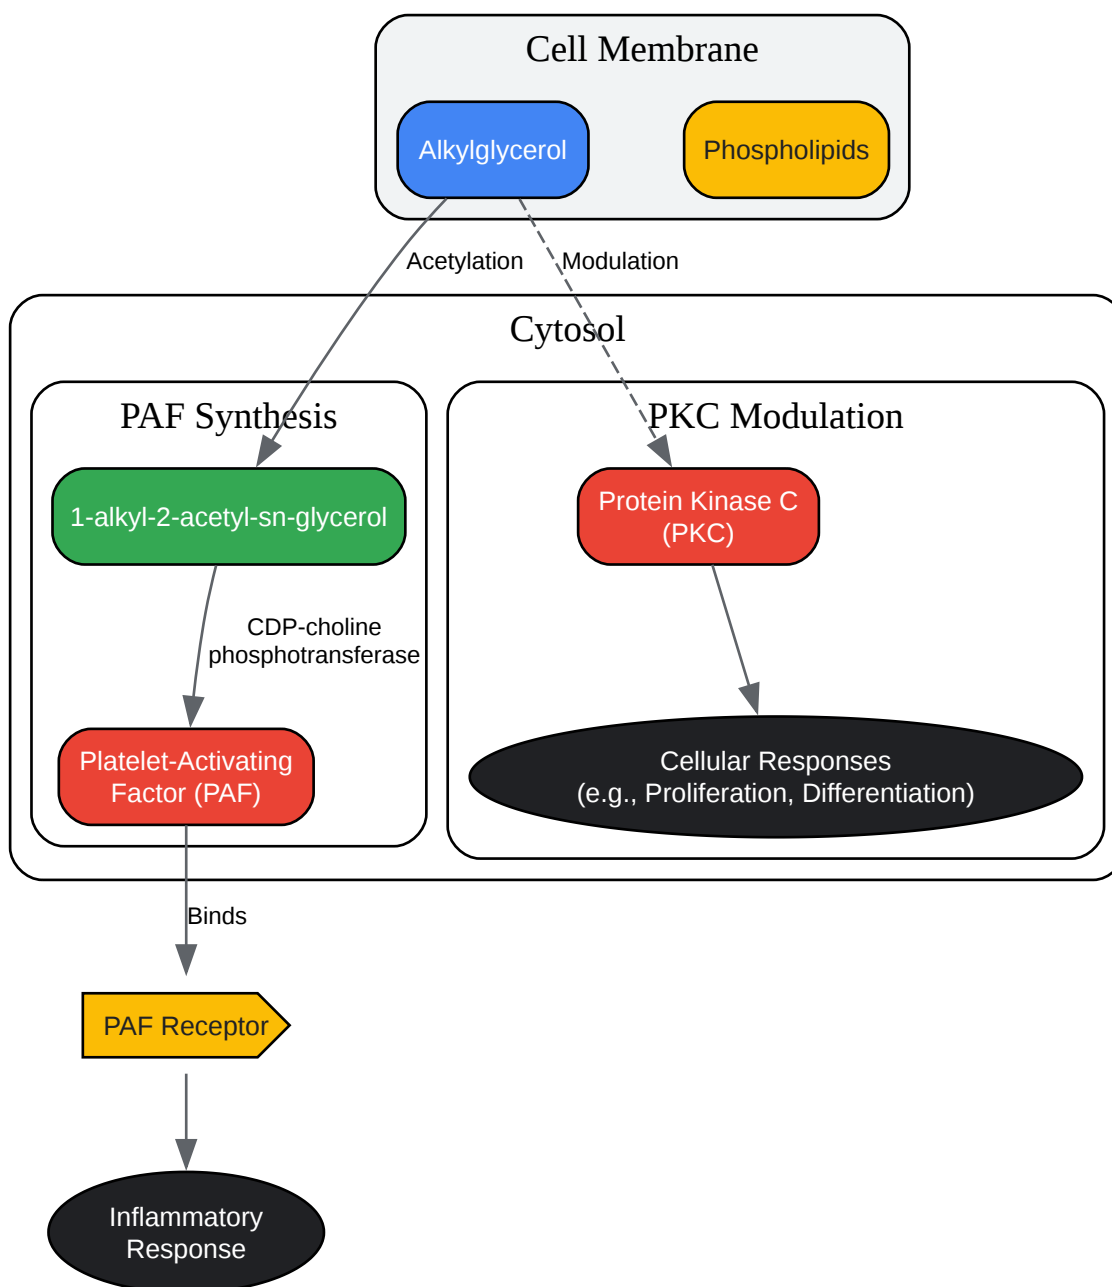 Cell Membrane
Alkylglycerol
Phospholipids
Acetylation
Modulation
Cytosol
PAF Synthesis
PKC Modulation
1-alkyl-2-acetyl-sn-glycerol
Protein Kinase C
(PKC)
CDP-choline
phosphotransferase
Platelet-Activating
Factor (PAF)
Cellular Responses
(e.g., Proliferation, Differentiation)
Binds
PAF Receptor
Inflammatory
Response